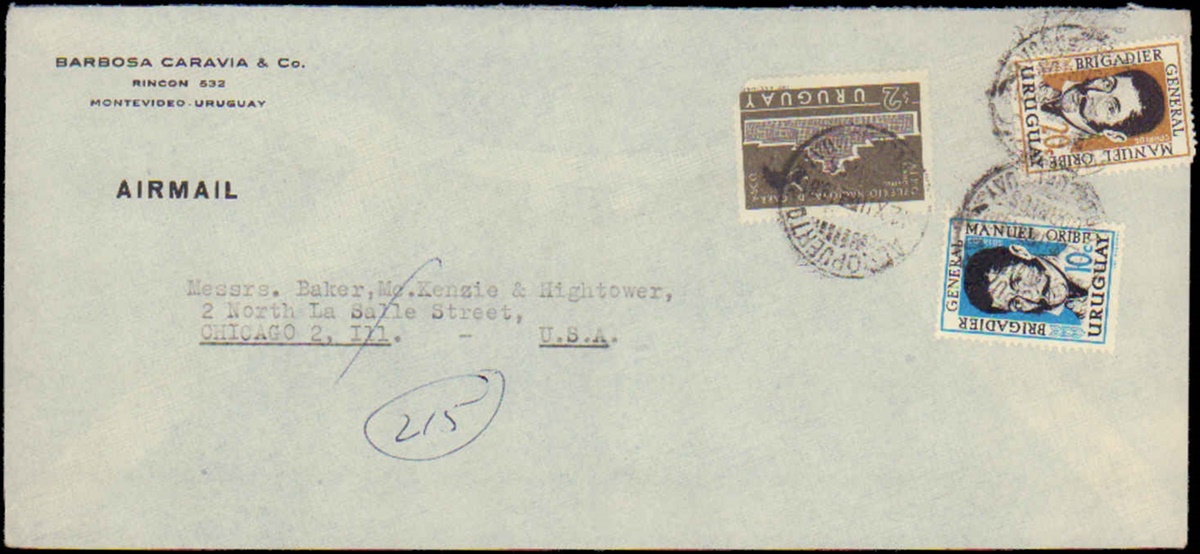 BARBOSA CARAVIA & Co.
RINCON 532
MONTEVIDEO - URUGUAY
AIRMAIL
Messrs. Baker, Mc.Kenzie & Hightower,
2 North La Salle Street,
CHICAGO 2, Ill. - U.S.A.
215
$2 URUGUAY
AEROPUERTO
BRIGADIER
GENERAL
MANUEL ORIBE
URUGUAY
20c
GENERAL
MANUEL ORIBE
BRIGADIER
URUGUAY
10c